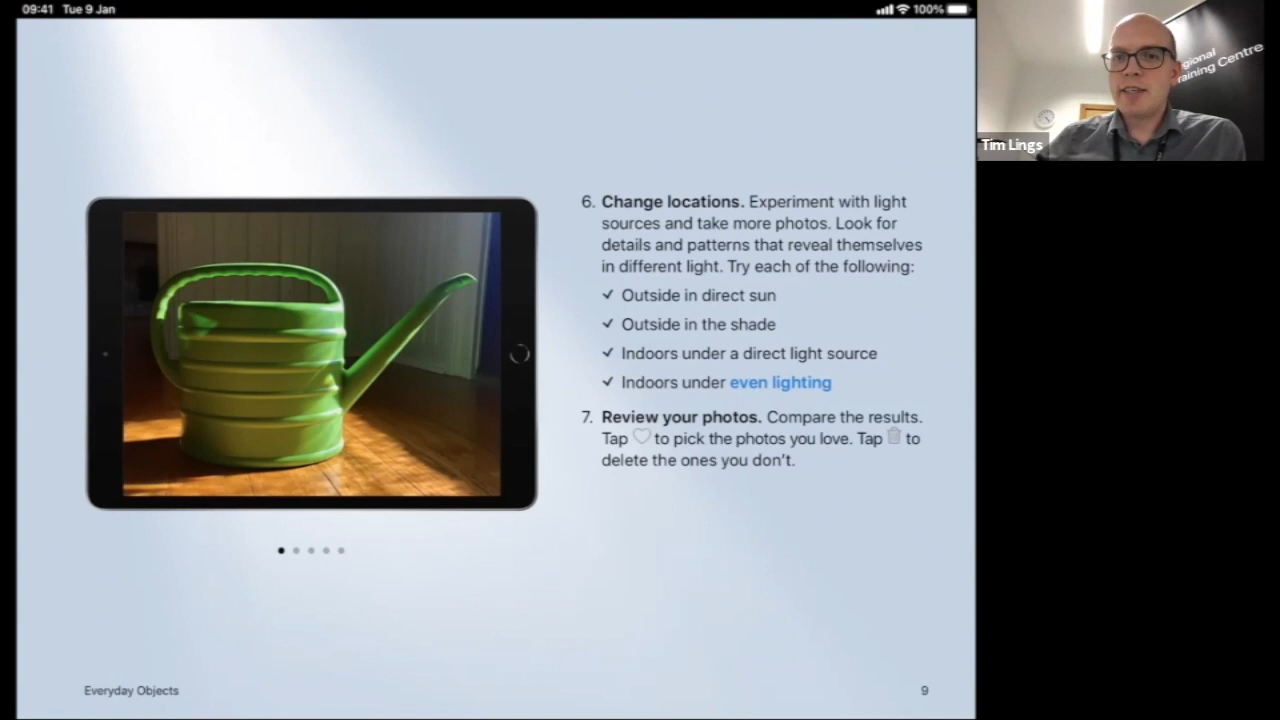 09:41 Tue 9 Jan
100%
gional
raining Centre
Tim Lings
6. Change locations. Experiment with light
sources and take more photos. Look for
details and patterns that reveal themselves
in different light. Try each of the following:
✓ Outside in direct sun
✓ Outside in the shade
✓ Indoors under a direct light source
✓ Indoors under even lighting
7. Review your photos. Compare the results.
Tap ♡ to pick the photos you love. Tap 🗑 to
delete the ones you don’t.
Everyday Objects
9